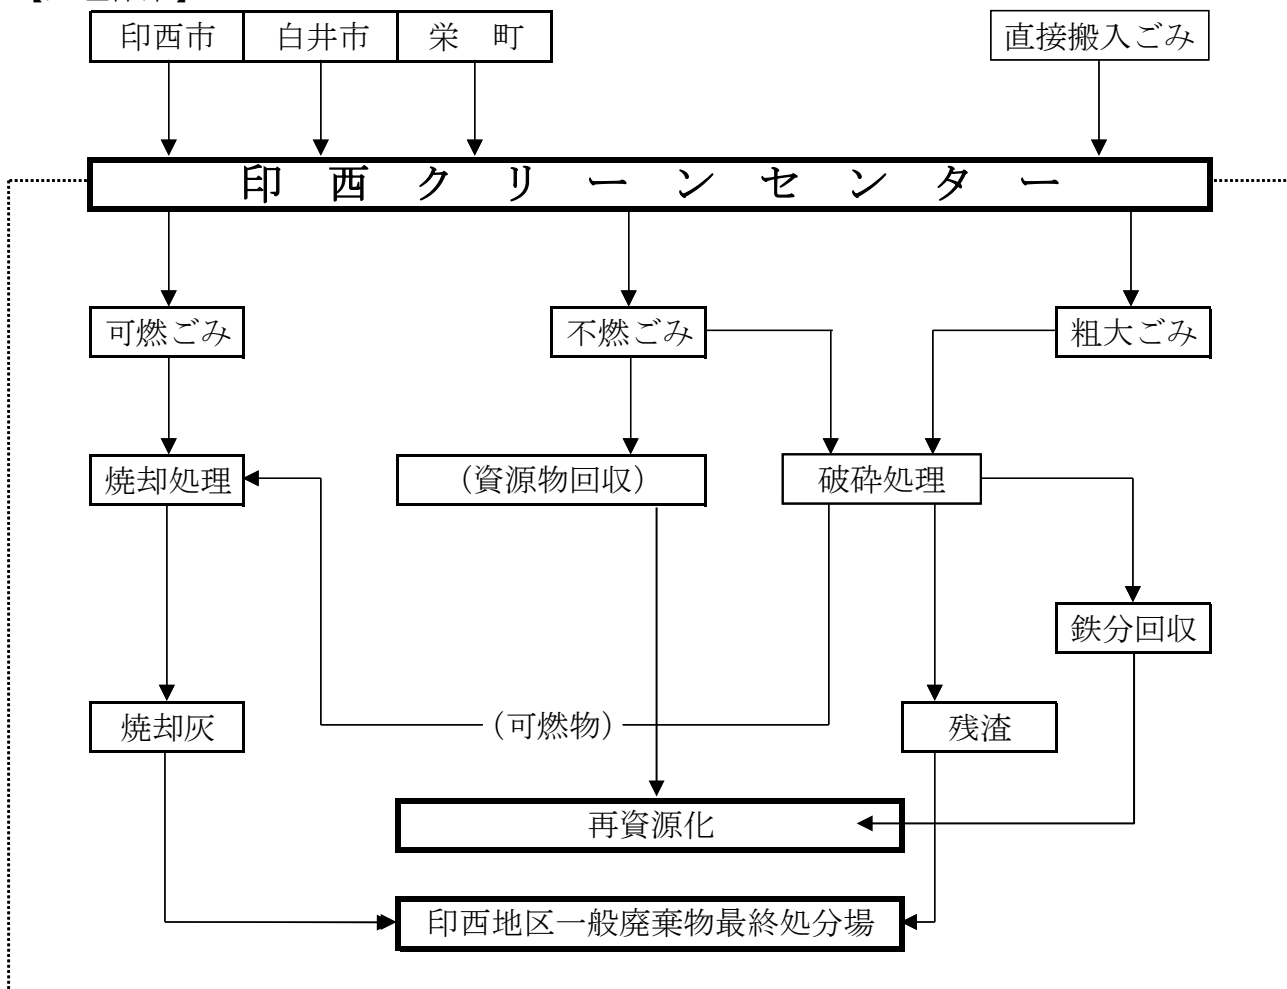 印西市 白井市 栄　町 直接搬入ごみ
印西クリーンセンター
可燃ごみ 不燃ごみ 粗大ごみ
焼却処理 （資源物回収） 破砕処理
鉄分回収
焼却灰 （可燃物） 残渣
再資源化
印西地区一般廃棄物最終処分場